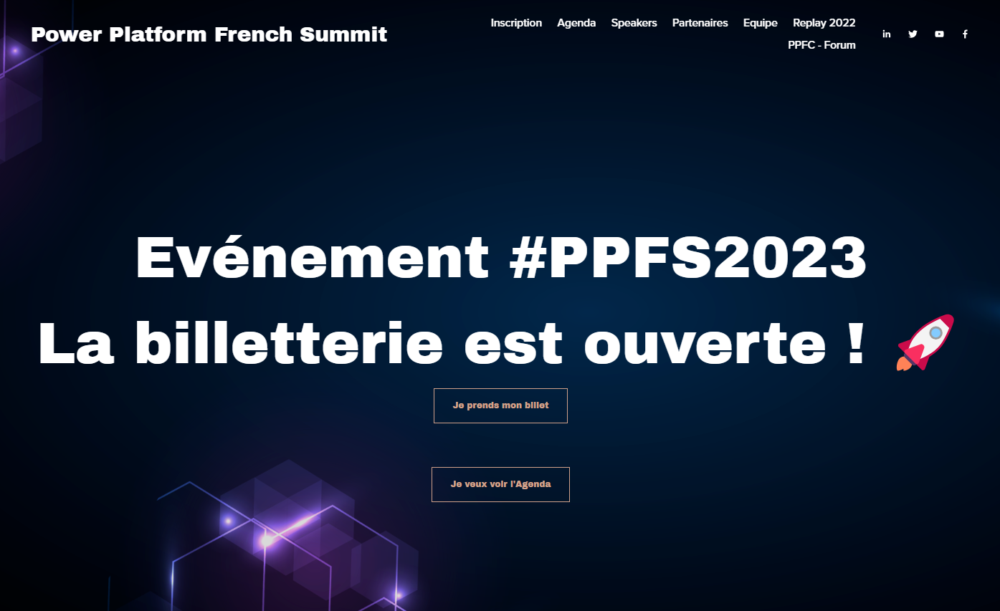 Power Platform French Summit
Inscription Agenda Speakers Partenaires Equipe Replay 2022
PPFC - Forum
Evénement #PPFS2023
La billetterie est ouverte ! 🚀
Je prends mon billet
Je veux voir l'Agenda